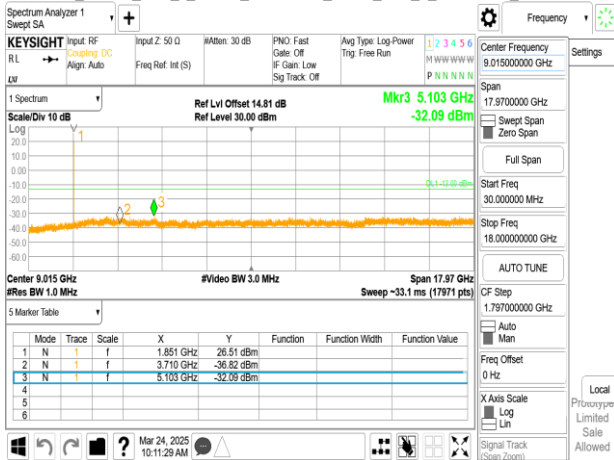 Spectrum Analyzer 1
Swept SA
Frequency
KEYSIGHT
RL
Input: RF
Coupling: DC
Align: Auto
Input Z: 50 Ω
Freq Ref: Int (S)
#Atten: 30 dB
PNO: Fast
Gate: Off
IF Gain: Low
Sig Track: Off
Avg Type: Log-Power
Trig: Free Run
1 2 3 4 5 6
M W W W W W
P N N N N N
1 Spectrum
Scale/Div 10 dB
Ref Lvl Offset 14.81 dB
Ref Level 30.00 dBm
Mkr3 5.103 GHz
-32.09 dBm
Log
20.0
10.0
0.00
-10.0
-20.0
-30.0
-40.0
-50.0
-60.0
1
2
3
DL1 -13.00 dBm
Center 9.015 GHz
#Res BW 1.0 MHz
#Video BW 3.0 MHz
Span 17.97 GHz
Sweep ~33.1 ms (17971 pts)
5 Marker Table
Mode Trace Scale X Y Function Function Width Function Value
1 N 1 f 1.851 GHz 26.51 dBm
2 N 1 f 3.710 GHz -36.82 dBm
3 N 1 f 5.103 GHz -32.09 dBm
4
5
6
Mar 24, 2025
10:11:29 AM
Center Frequency
9.015000000 GHz
Settings
Span
17.9700000 GHz
Swept Span
Zero Span
Full Span
Start Freq
30.000000 MHz
Stop Freq
18.000000000 GHz
AUTO TUNE
CF Step
1.797000000 GHz
Auto
Man
Freq Offset
0 Hz
X Axis Scale
Log
Lin
Local
Prototype
Limited
Sale
Allowed
Signal Track
(Span Zoom)